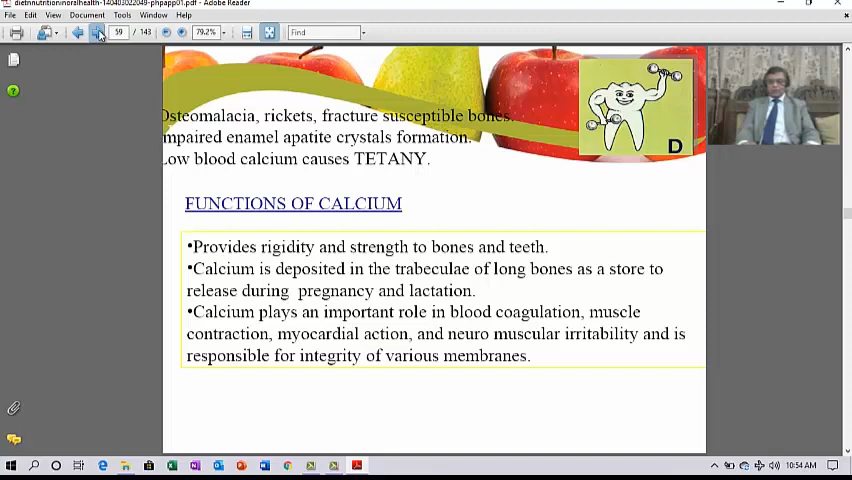 dietnnutritioninoralhealth-140403022049-phpapp01.pdf - Adobe Reader
File Edit View Document Tools Window Help
59 / 143 79.2% Find
Osteomalacia, rickets, fracture susceptible bones.
impaired enamel apatite crystals formation.
Low blood calcium causes TETANY.
D
FUNCTIONS OF CALCIUM
•Provides rigidity and strength to bones and teeth.
•Calcium is deposited in the trabeculae of long bones as a store to
release during pregnancy and lactation.
•Calcium plays an important role in blood coagulation, muscle
contraction, myocardial action, and neuro muscular irritability and is
responsible for integrity of various membranes.
10:54 AM